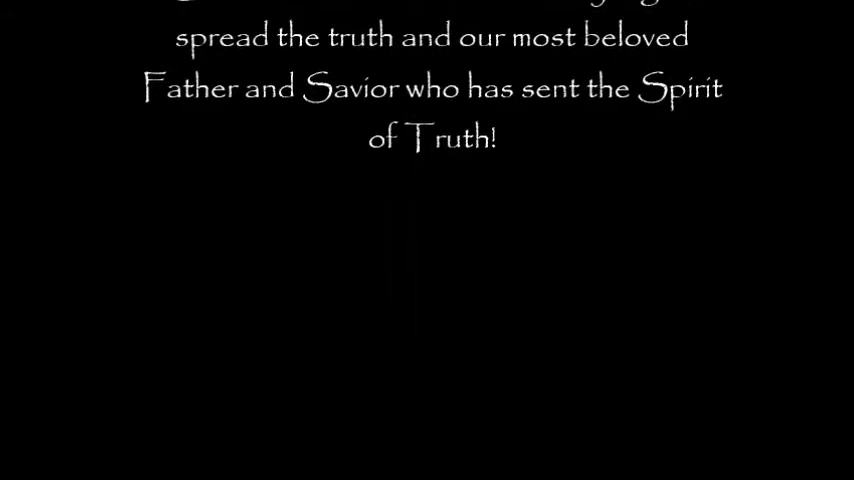 spread the truth and our most beloved
Father and Savior who has sent the Spirit
of Truth!